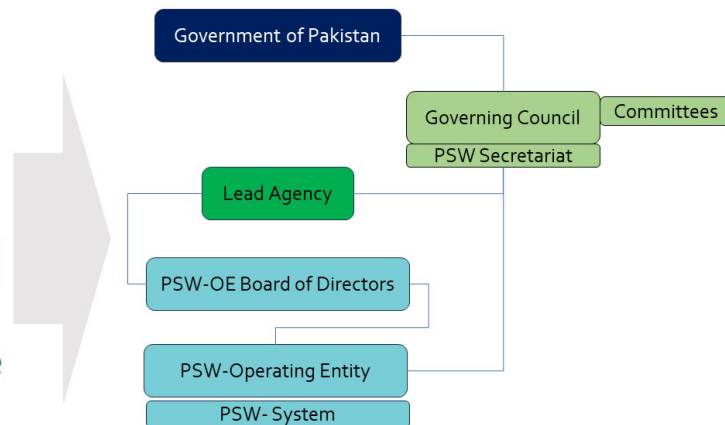 Government of Pakistan
Governing Council
Committees
PSW Secretariat
Lead Agency
PSW-OE Board of Directors
PSW-Operating Entity
PSW- System